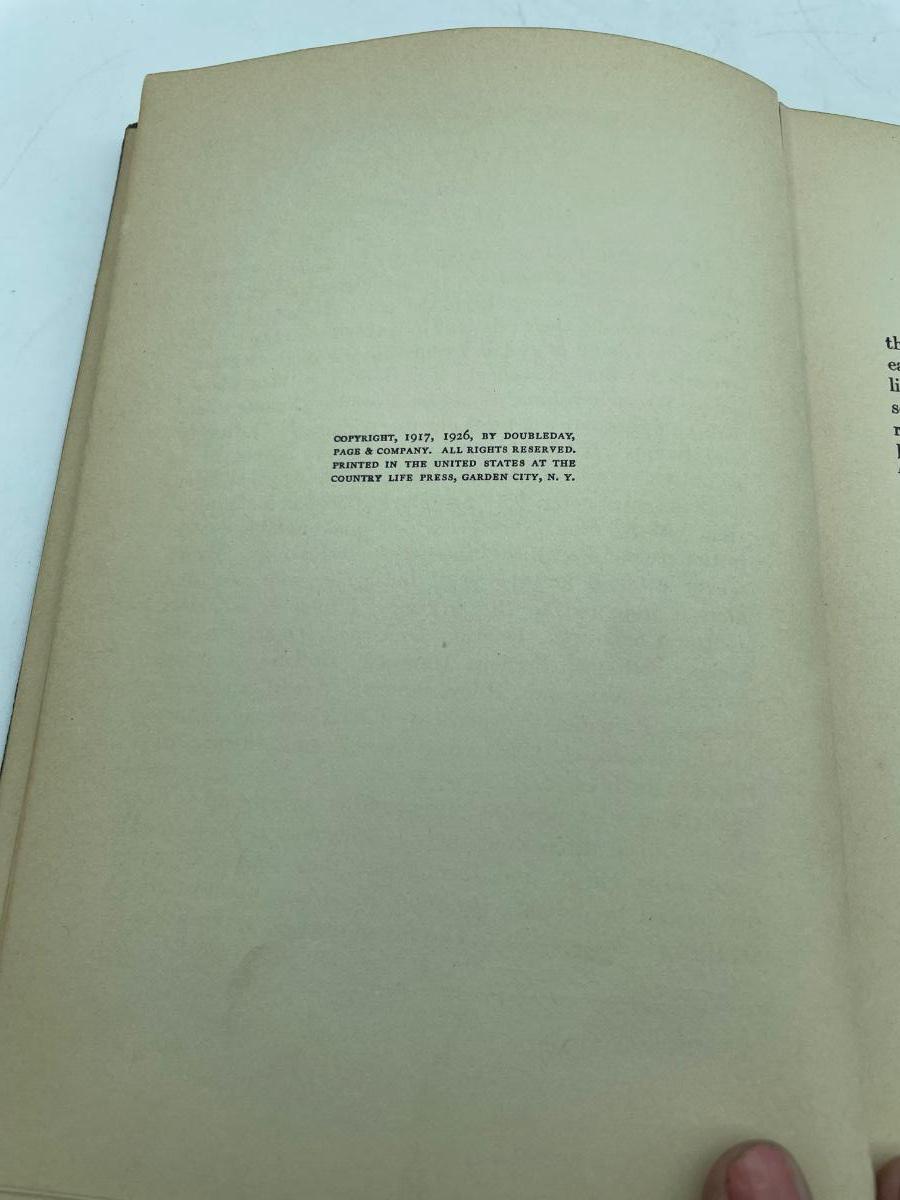 COPYRIGHT, 1917, 1926, BY DOUBLEDAY,
PAGE & COMPANY. ALL RIGHTS RESERVED.
PRINTED IN THE UNITED STATES AT THE
COUNTRY LIFE PRESS, GARDEN CITY, N. Y.